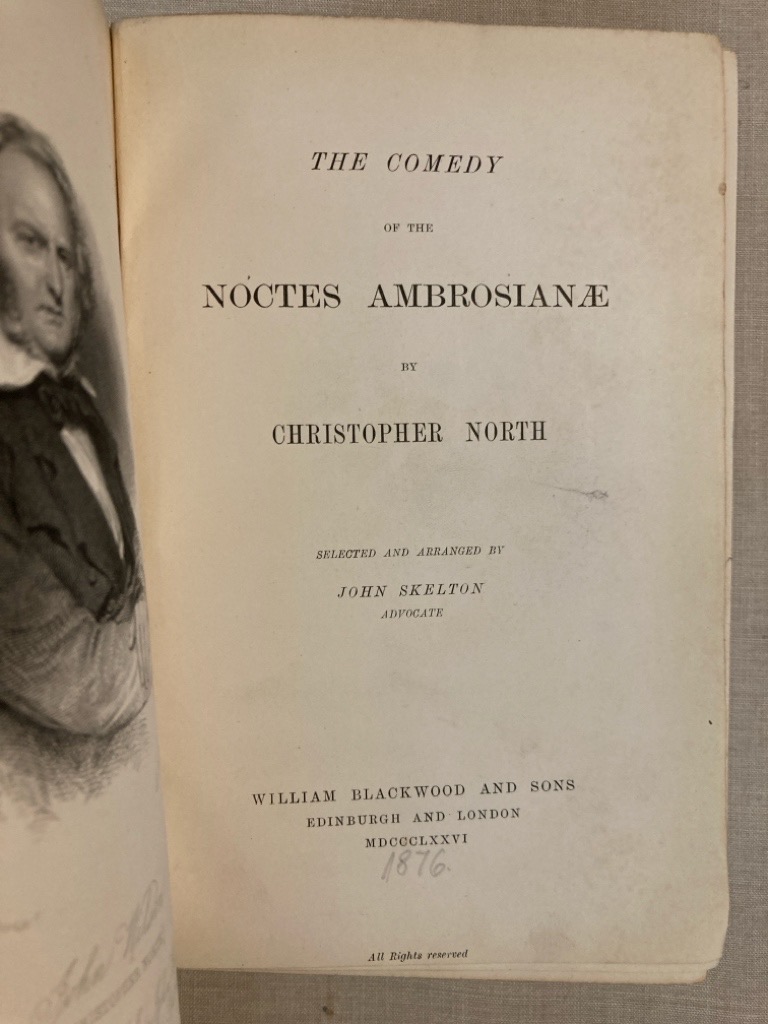 THE COMEDY
OF THE
NOCTES AMBROSIANÆ
BY
CHRISTOPHER NORTH
SELECTED AND ARRANGED BY
JOHN SKELTON
ADVOCATE
WILLIAM BLACKWOOD AND SONS
EDINBURGH AND LONDON
MDCCCLXXVI
1876.
All Rights reserved
John